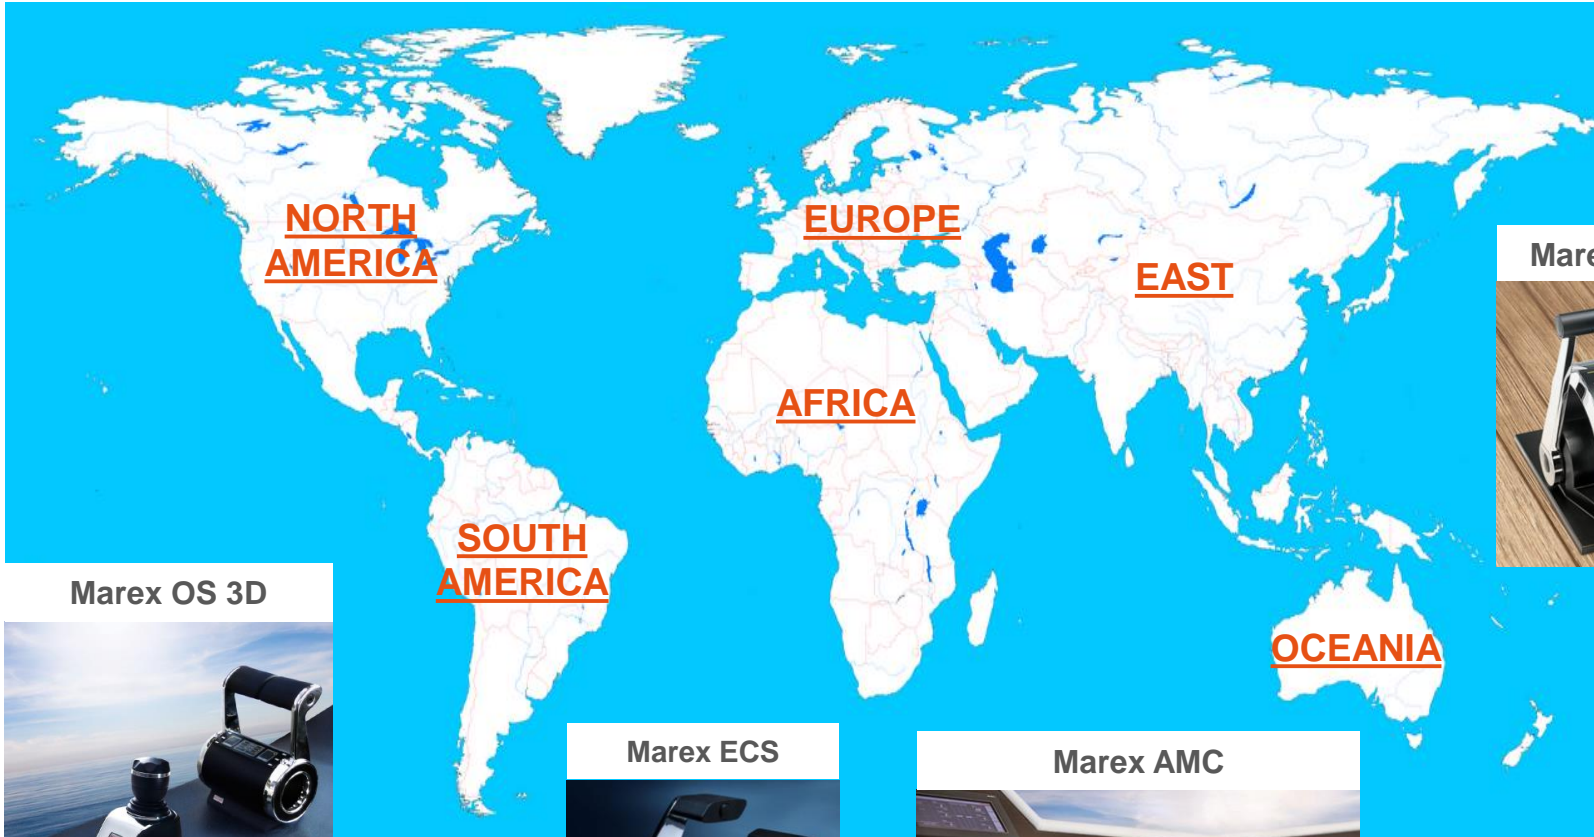 NORTH
AMERICA
EUROPE
EAST
AFRICA
SOUTH
AMERICA
OCEANIA
Marex OS 3D
Marex ECS
Marex AMC